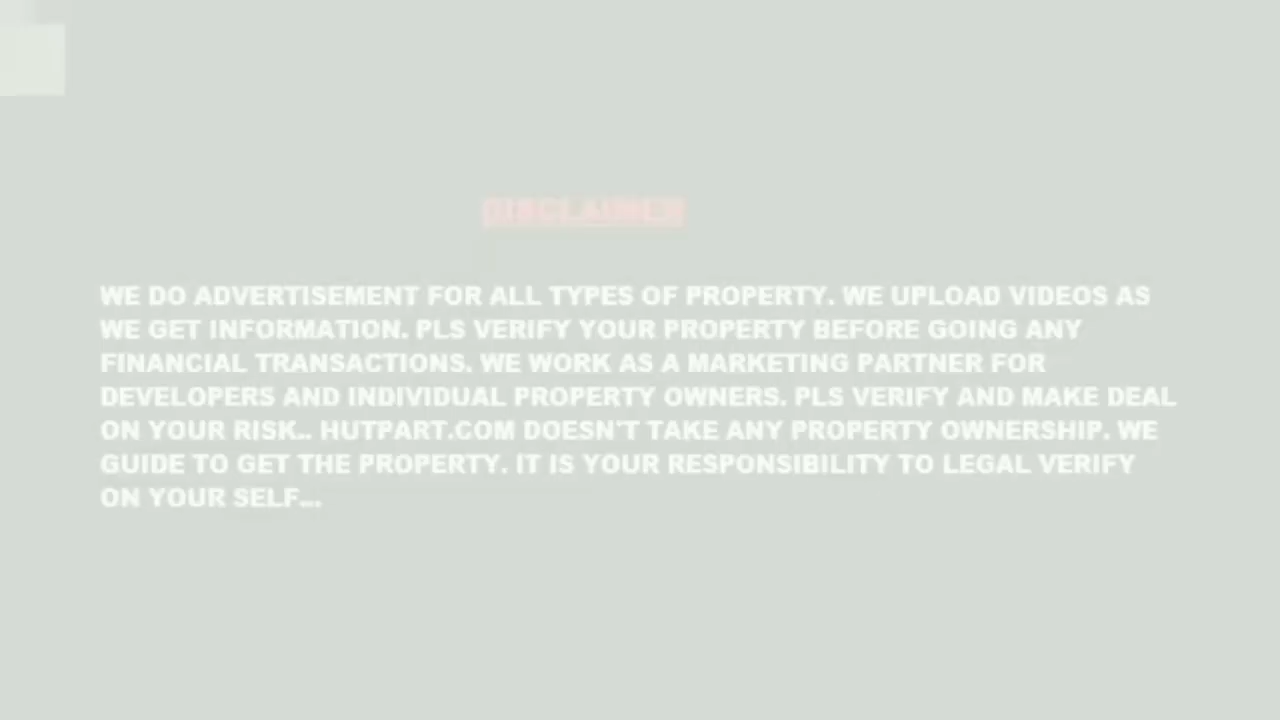 DISCLAIMER
WE DO ADVERTISEMENT FOR ALL TYPES OF PROPERTY. WE UPLOAD VIDEOS AS
WE GET INFORMATION. PLS VERIFY YOUR PROPERTY BEFORE GOING ANY
FINANCIAL TRANSACTIONS. WE WORK AS A MARKETING PARTNER FOR
DEVELOPERS AND INDIVIDUAL PROPERTY OWNERS. PLS VERIFY AND MAKE DEAL
ON YOUR RISK.. HUTPART.COM DOESN'T TAKE ANY PROPERTY OWNERSHIP. WE
GUIDE TO GET THE PROPERTY. IT IS YOUR RESPONSIBILITY TO LEGAL VERIFY
ON YOUR SELF...